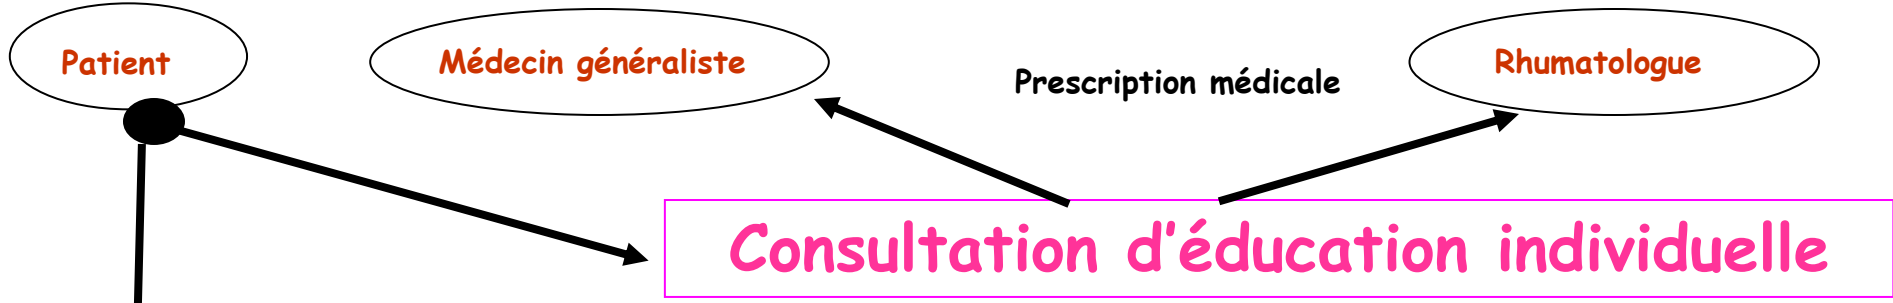 Patient
Médecin généraliste
Prescription médicale
Rhumatologue
Consultation d'éducation individuelle